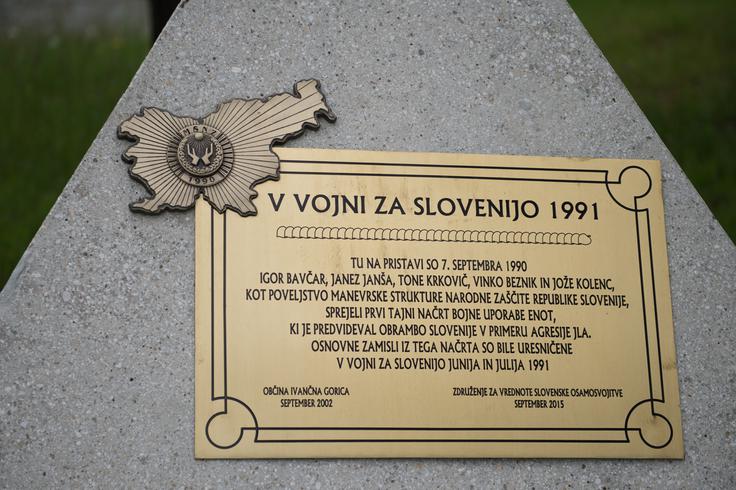 MSNZ
1990
V VOJNI ZA SLOVENIJO 1991
TU NA PRISTAVI SO 7. SEPTEMBRA 1990
IGOR BAVČAR, JANEZ JANŠA, TONE KRKOVIČ, VINKO BEZNIK IN JOŽE KOLENC,
KOT POVELJSTVO MANEVRSKE STRUKTURE NARODNE ZAŠČITE REPUBLIKE SLOVENIJE,
SPREJELI PRVI TAJNI NAČRT BOJNE UPORABE ENOT,
KI JE PREDVIDEVAL OBRAMBO SLOVENIJE V PRIMERU AGRESIJE JLA.
OSNOVNE ZAMISLI IZ TEGA NAČRTA SO BILE URESNIČENE
V VOJNI ZA SLOVENIJO JUNIJA IN JULIJA 1991
OBČINA IVANČNA GORICA
SEPTEMBER 2002
ZDRUŽENJE ZA VREDNOTE SLOVENSKE OSAMOSVOJITVE
SEPTEMBER 2015